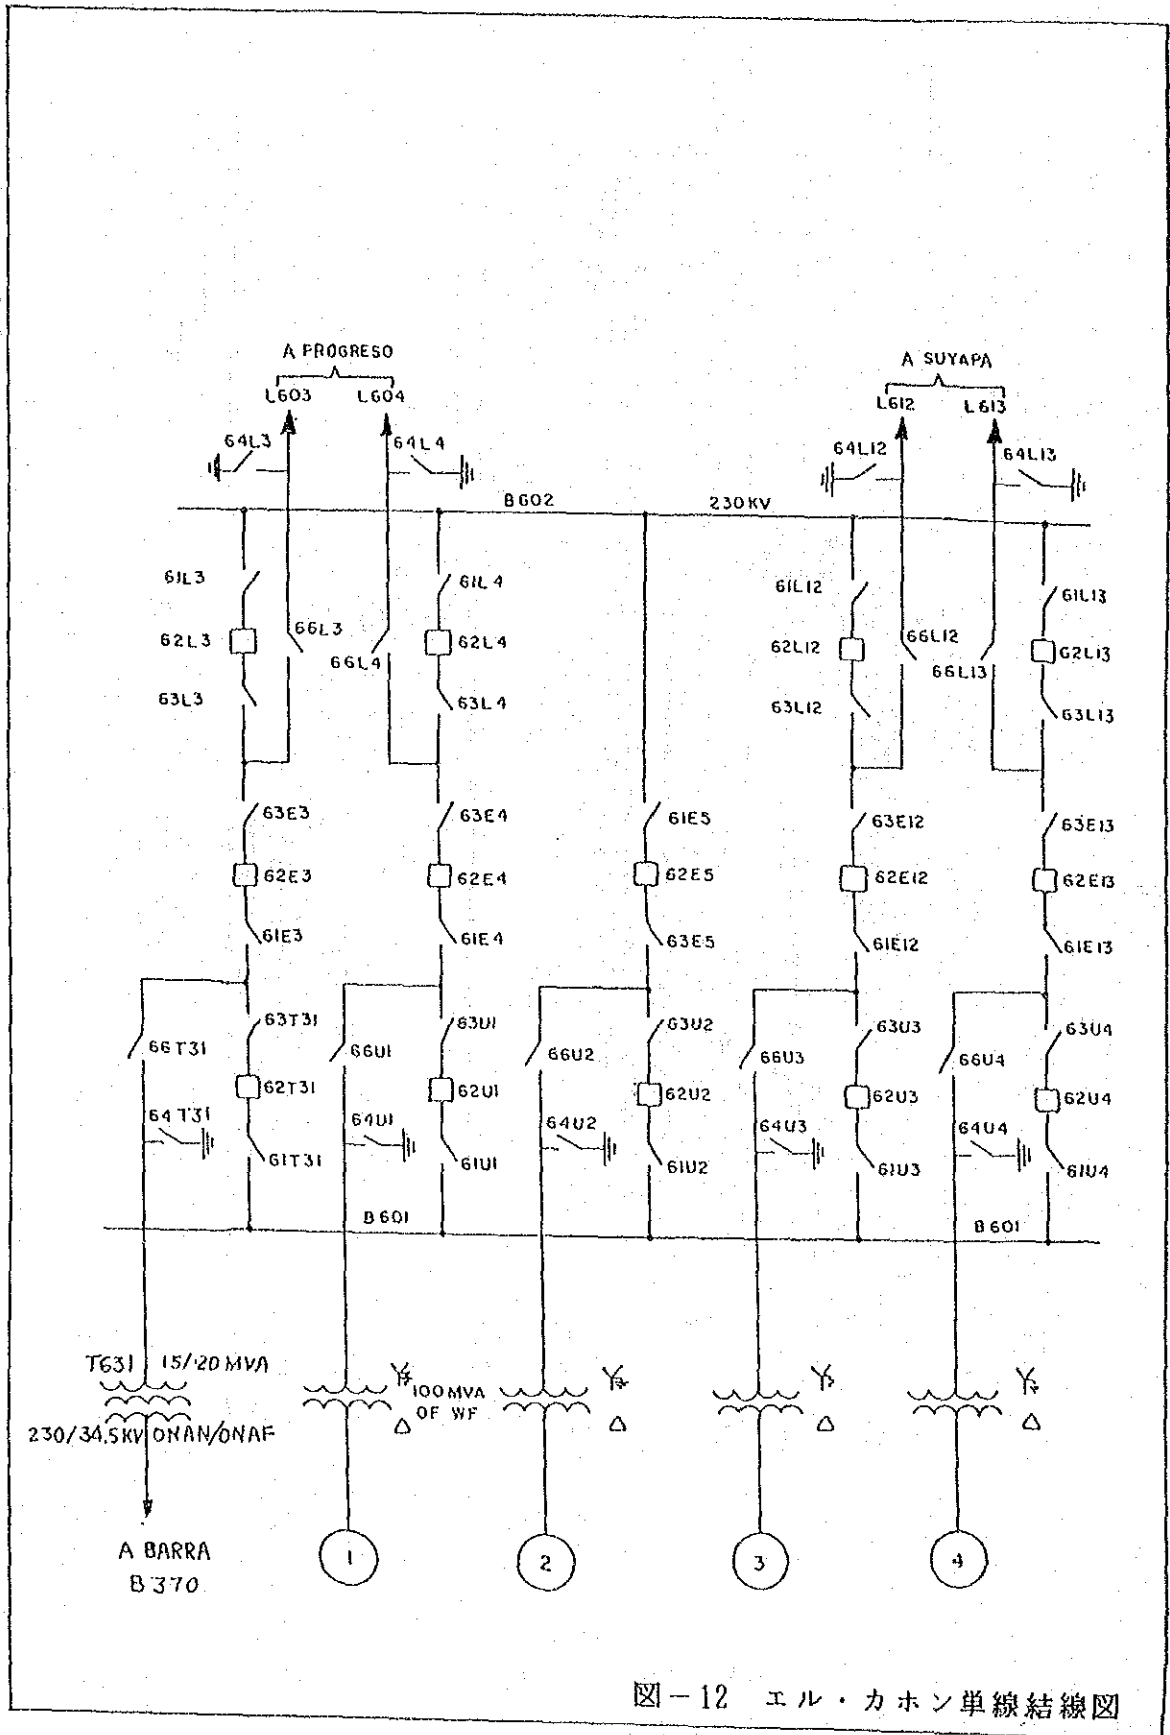 A PROGRESO
A SUYAPA
L603 L604
L612 L613
64L3 64L4 64L12 64L13
B602 230KV
61L3 61L4 61L12 61L13
62L3 66L3 66L4 62L4 62L12 66L12 66L13 62L13
63L3 63L4 63L12 63L13
63E3 63E4 61E5 63E12 63E13
62E3 62E4 62E5 62E12 62E13
61E3 61E4 63E5 61E12 61E13
66T31 63T31 66U1 63U1 66U2 63U2 66U3 63U3 66U4 63U4
62T31 62U1 62U2 62U3 62U4
64T31 64U1 64U2 64U3 64U4
61T31 61U1 61U2 61U3 61U4
B601 B601
T631 15/20 MVA
100MVA
OF WF
230/34.5KV ONAN/ONAF
A BARRA
B370
1 2 3 4
図-12 エル・カホン単線結線図